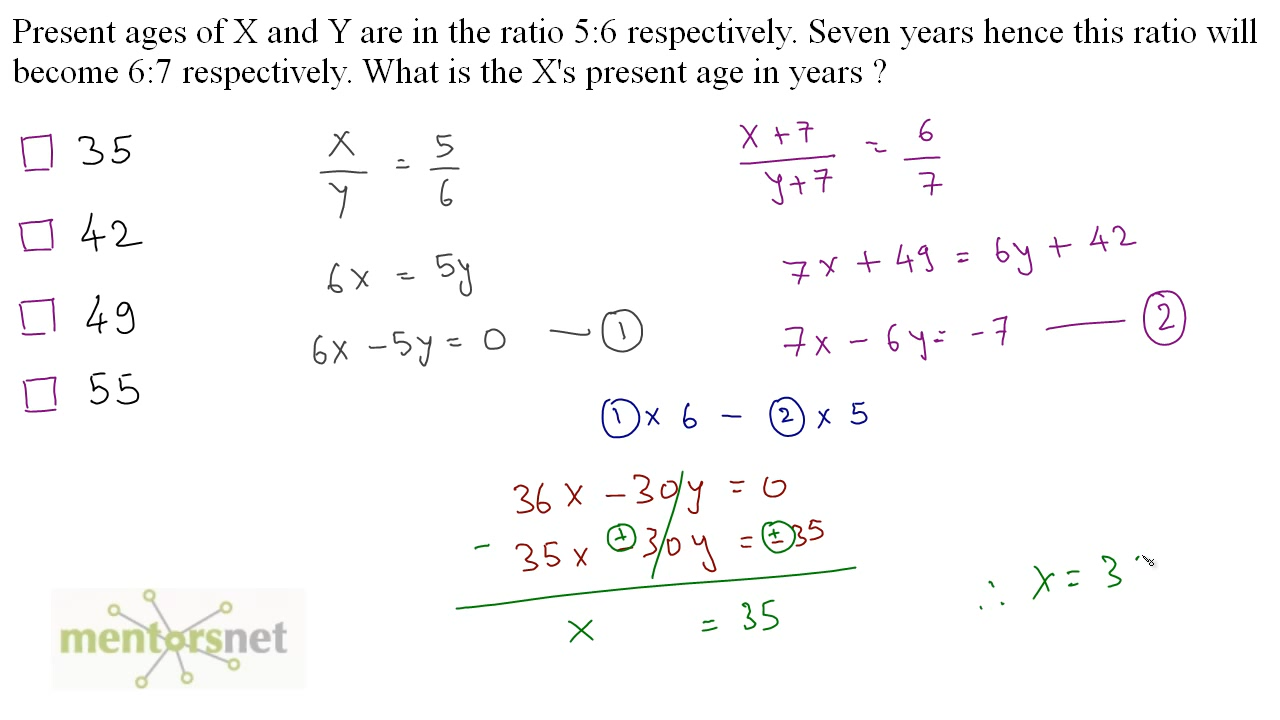 Present ages of X and Y are in the ratio 5:6 respectively. Seven years hence this ratio will
become 6:7 respectively. What is the X's present age in years ?
35
42
49
55
x/y = 5/6
6x = 5y
6x - 5y = 0 — ①
x + 7 / y + 7 = 6/7
7x + 49 = 6y + 42
7x - 6y = -7 — ②
① x 6 - ② x 5
36x - 30y = 0
- 35x ± 30y = ± 35
x = 35
∴ x = 3
mentorsnet